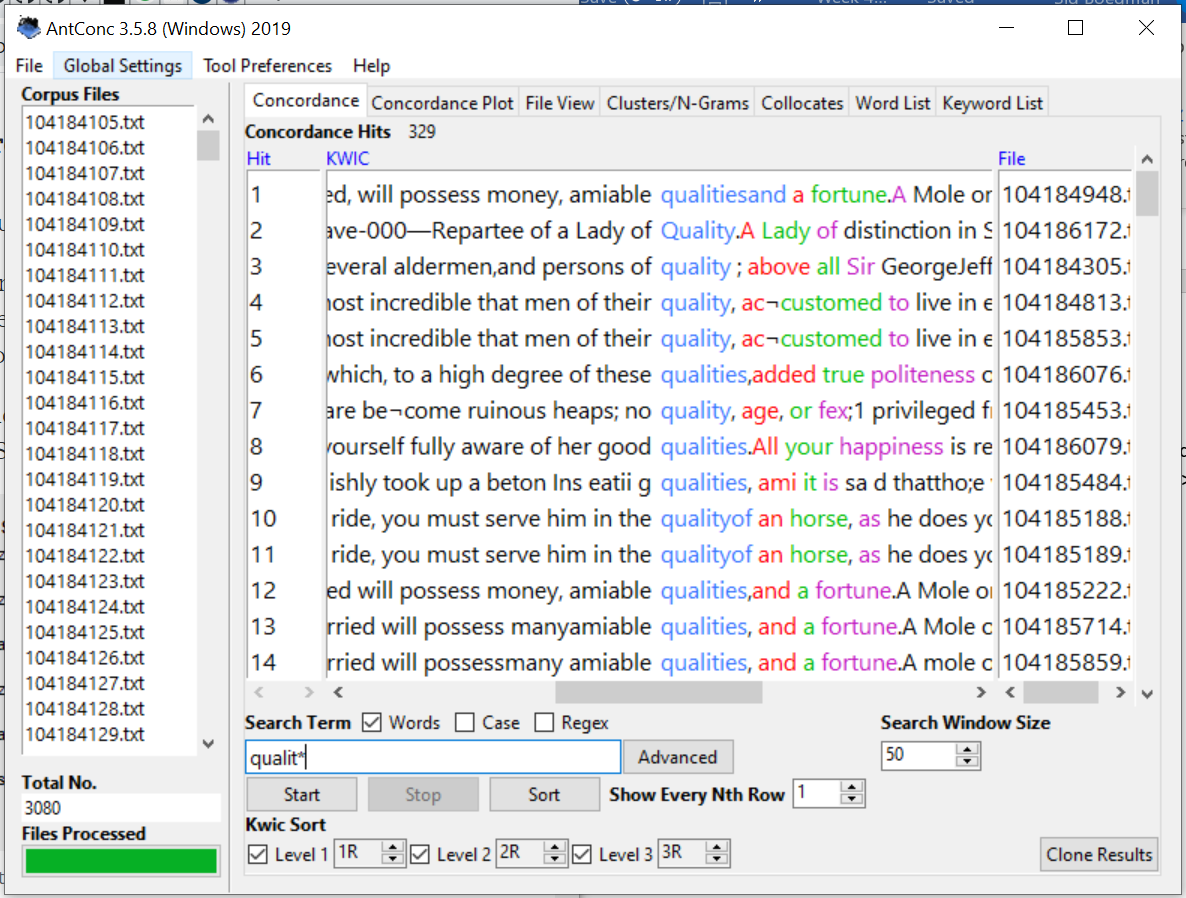 AntConc 3.5.8 (Windows) 2019
File Global Settings Tool Preferences Help
Corpus Files
104184105.txt
104184106.txt
104184107.txt
104184108.txt
104184109.txt
104184110.txt
104184111.txt
104184112.txt
104184113.txt
104184114.txt
104184115.txt
104184116.txt
104184117.txt
104184118.txt
104184119.txt
104184120.txt
104184121.txt
104184122.txt
104184123.txt
104184124.txt
104184125.txt
104184126.txt
104184127.txt
104184128.txt
104184129.txt
Total No.
3080
Files Processed
Concordance Concordance Plot File View Clusters/N-Grams Collocates Word List Keyword List
Concordance Hits 329
Hit KWIC File
1 ed, will possess money, amiable qualitiesand a fortune.A Mole or 104184948.t
2 ave-000—Repartee of a Lady of Quality.A Lady of distinction in S 104186172.t
3 everal aldermen,and persons of quality ; above all Sir GeorgeJeff 104184305.t
4 nost incredible that men of their quality, ac¬customed to live in e 104184813.t
5 nost incredible that men of their quality, ac¬customed to live in e 104185853.t
6 which, to a high degree of these qualities,added true politeness o 104186076.t
7 are be¬come ruinous heaps; no quality, age, or fex;1 privileged fr 104185453.t
8 yourself fully aware of her good qualities.All your happiness is re 104186079.t
9 ishly took up a beton Ins eatii g qualities, ami it is sa d thattho;e 104185484.t
10 ride, you must serve him in the qualityof an horse, as he does yo 104185188.t
11 ride, you must serve him in the qualityof an horse, as he does yo 104185189.t
12 ed will possess money, amiable qualities,and a fortune.A Mole or 104185222.t
13 rried will possess manyamiable qualities, and a fortune.A Mole o 104185714.t
14 rried will possessmany amiable qualities, and a fortune.A mole o 104185859.t
Search Term Words Case Regex Search Window Size
qualit* Advanced 50
Start Stop Sort Show Every Nth Row 1
Kwic Sort
Level 1 1R Level 2 2R Level 3 3R Clone Results